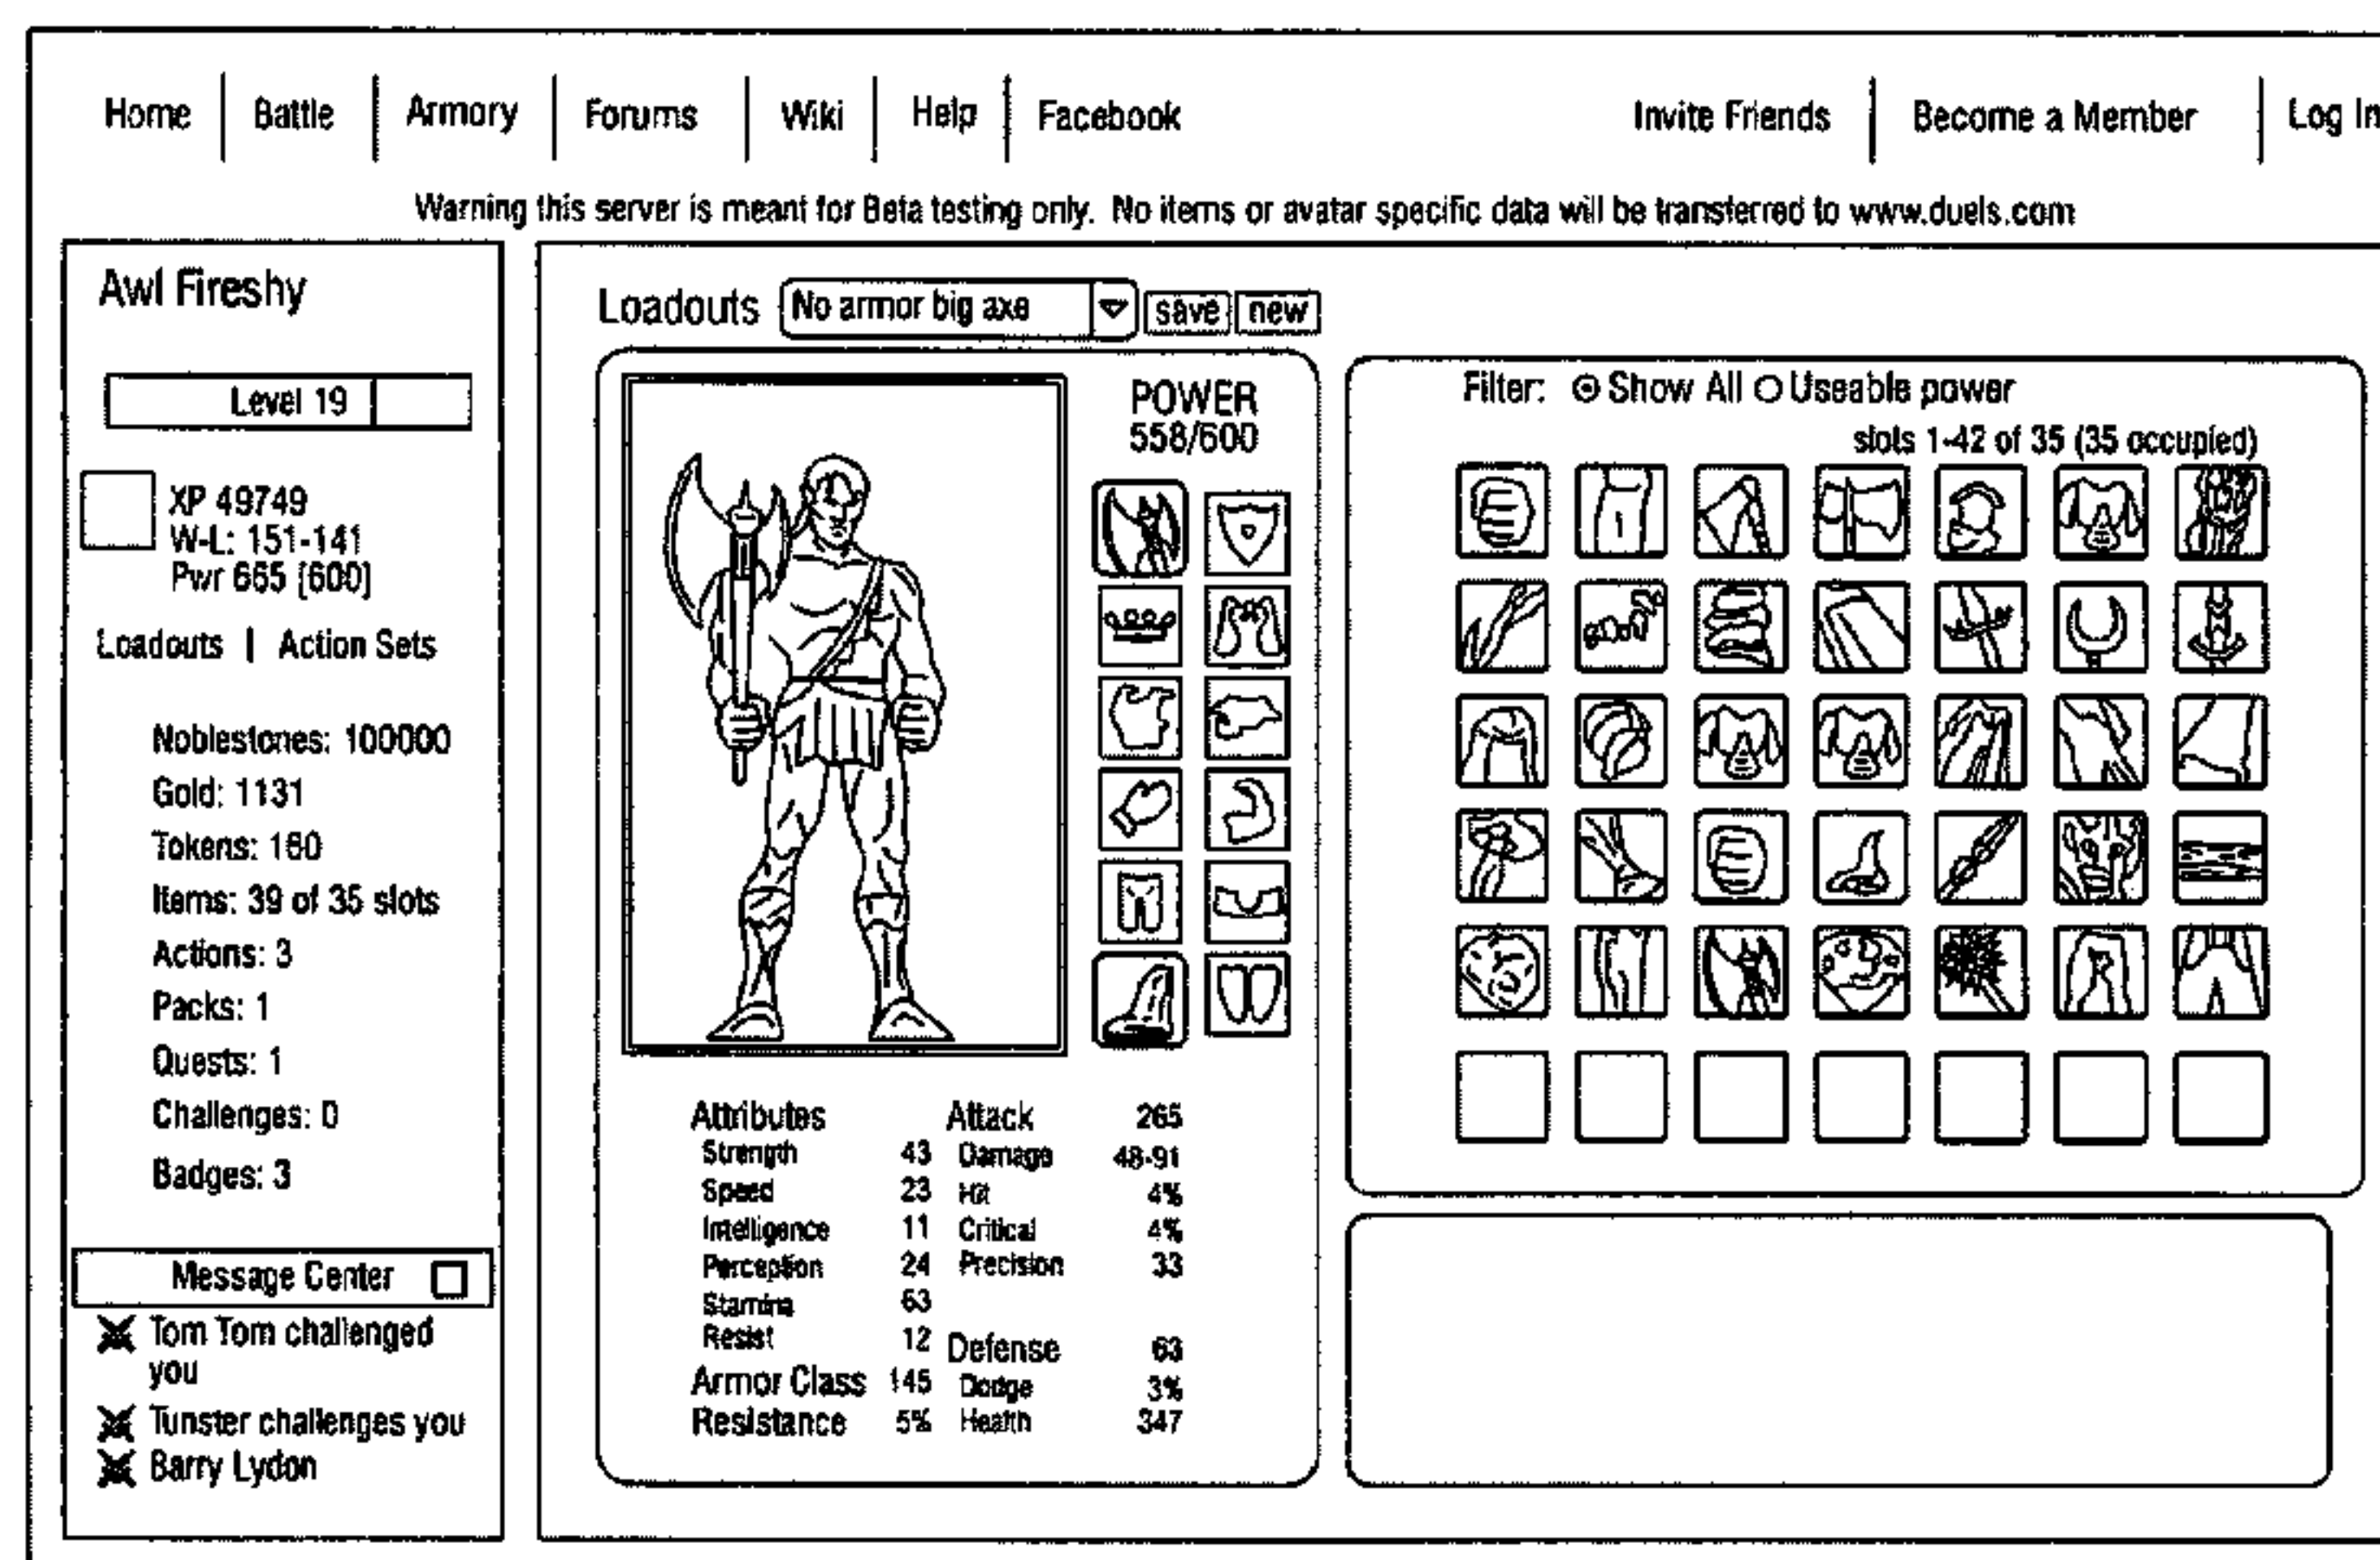 Home Battle Armory Forums Wiki Help Facebook Invite Friends Become a Member Log In
Warning this server is meant for Beta testing only. No items or avatar specific data will be transferred to www.duels.com
Awl Fireshy
Level 19
XP 49749
W-L: 151-141
Pwr 665 [600]
Loadouts | Action Sets
Noblestones: 100000
Gold: 1131
Tokens: 160
Items: 39 of 35 slots
Actions: 3
Packs: 1
Quests: 1
Challenges: 0
Badges: 3
Message Center
Tom Tom challenged
you
Tunster challenges you
Barry Lydon
Loadouts No armor big axe save new
POWER
558/600
Attributes Attack 265
Strength 43 Damage 48-91
Speed 23 Hit 4%
Intelligence 11 Critical 4%
Perception 24 Precision 33
Stamina 63
Resist 12 Defense 63
Armor Class 145 Dodge 3%
Resistance 5% Health 347
Filter: Show All Useable power
slots 1-42 of 35 (35 occupied)